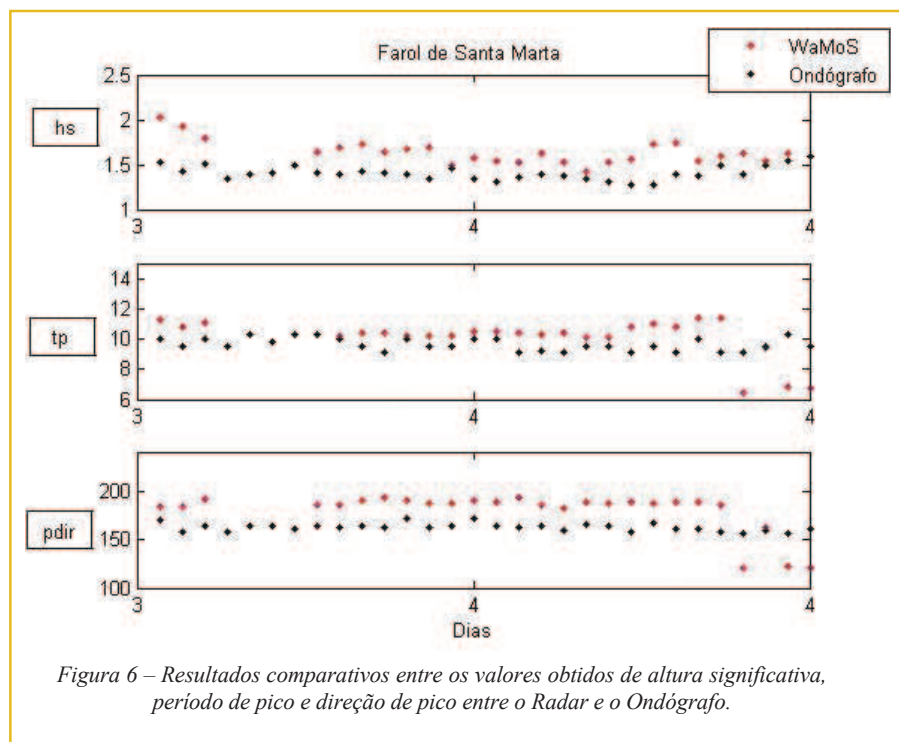 Farol de Santa Marta
WaMoS
Ondógrafo
hs
2.5
2
1.5
1
3
4
4
tp
14
12
10
8
6
3
4
4
pdir
200
150
100
3
4
4
Dias
Figura 6 – Resultados comparativos entre os valores obtidos de altura significativa,
período de pico e direção de pico entre o Radar e o Ondógrafo.